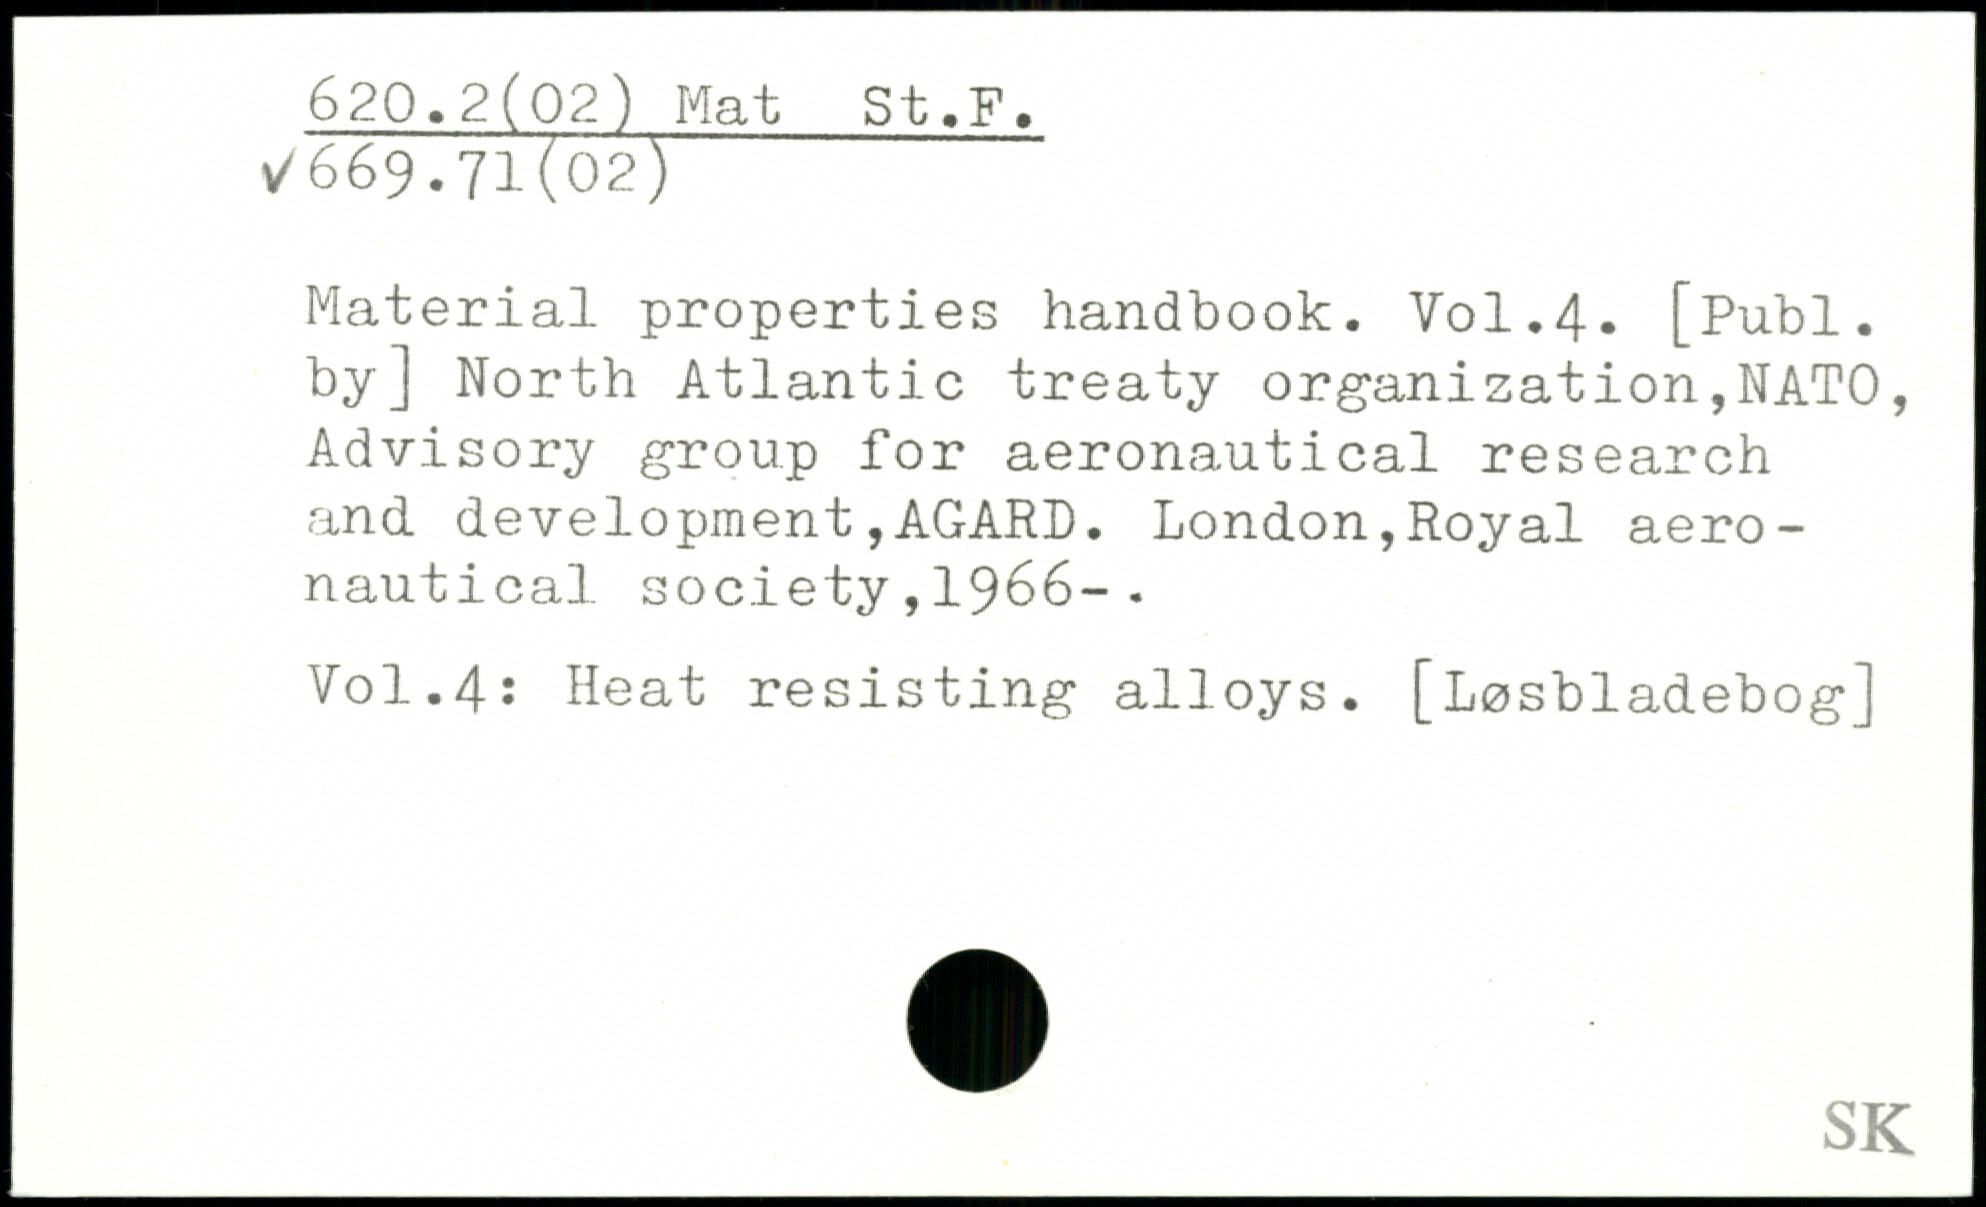 620.2(02) Mat St.F.
✓669.71(02)
Material properties handbook. Vol.4. [Publ.
by] North Atlantic treaty organization,NATO,
Advisory group for aeronautical research
and development,AGARD. London,Royal aero-
nautical society,1966-.
Vol.4: Heat resisting alloys. [Løsbladebog]
SK